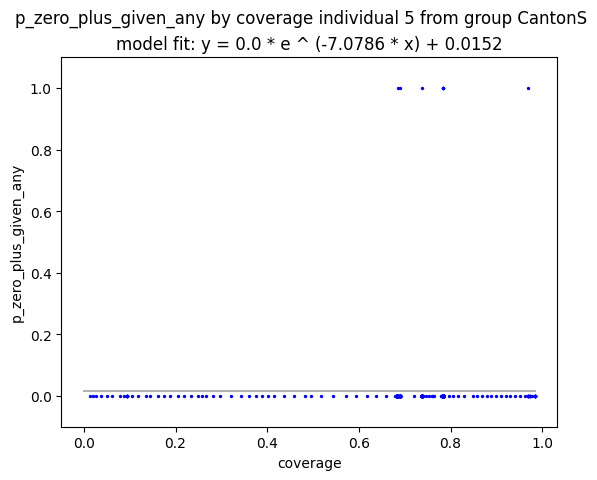 p_zero_plus_given_any by coverage individual 5 from group CantonS
model fit: y = 0.0 * e ^ (-7.0786 * x) + 0.0152
1.0
0.8
0.6
0.4
0.2
0.0
p_zero_plus_given_any
0.0 0.2 0.4 0.6 0.8 1.0
coverage